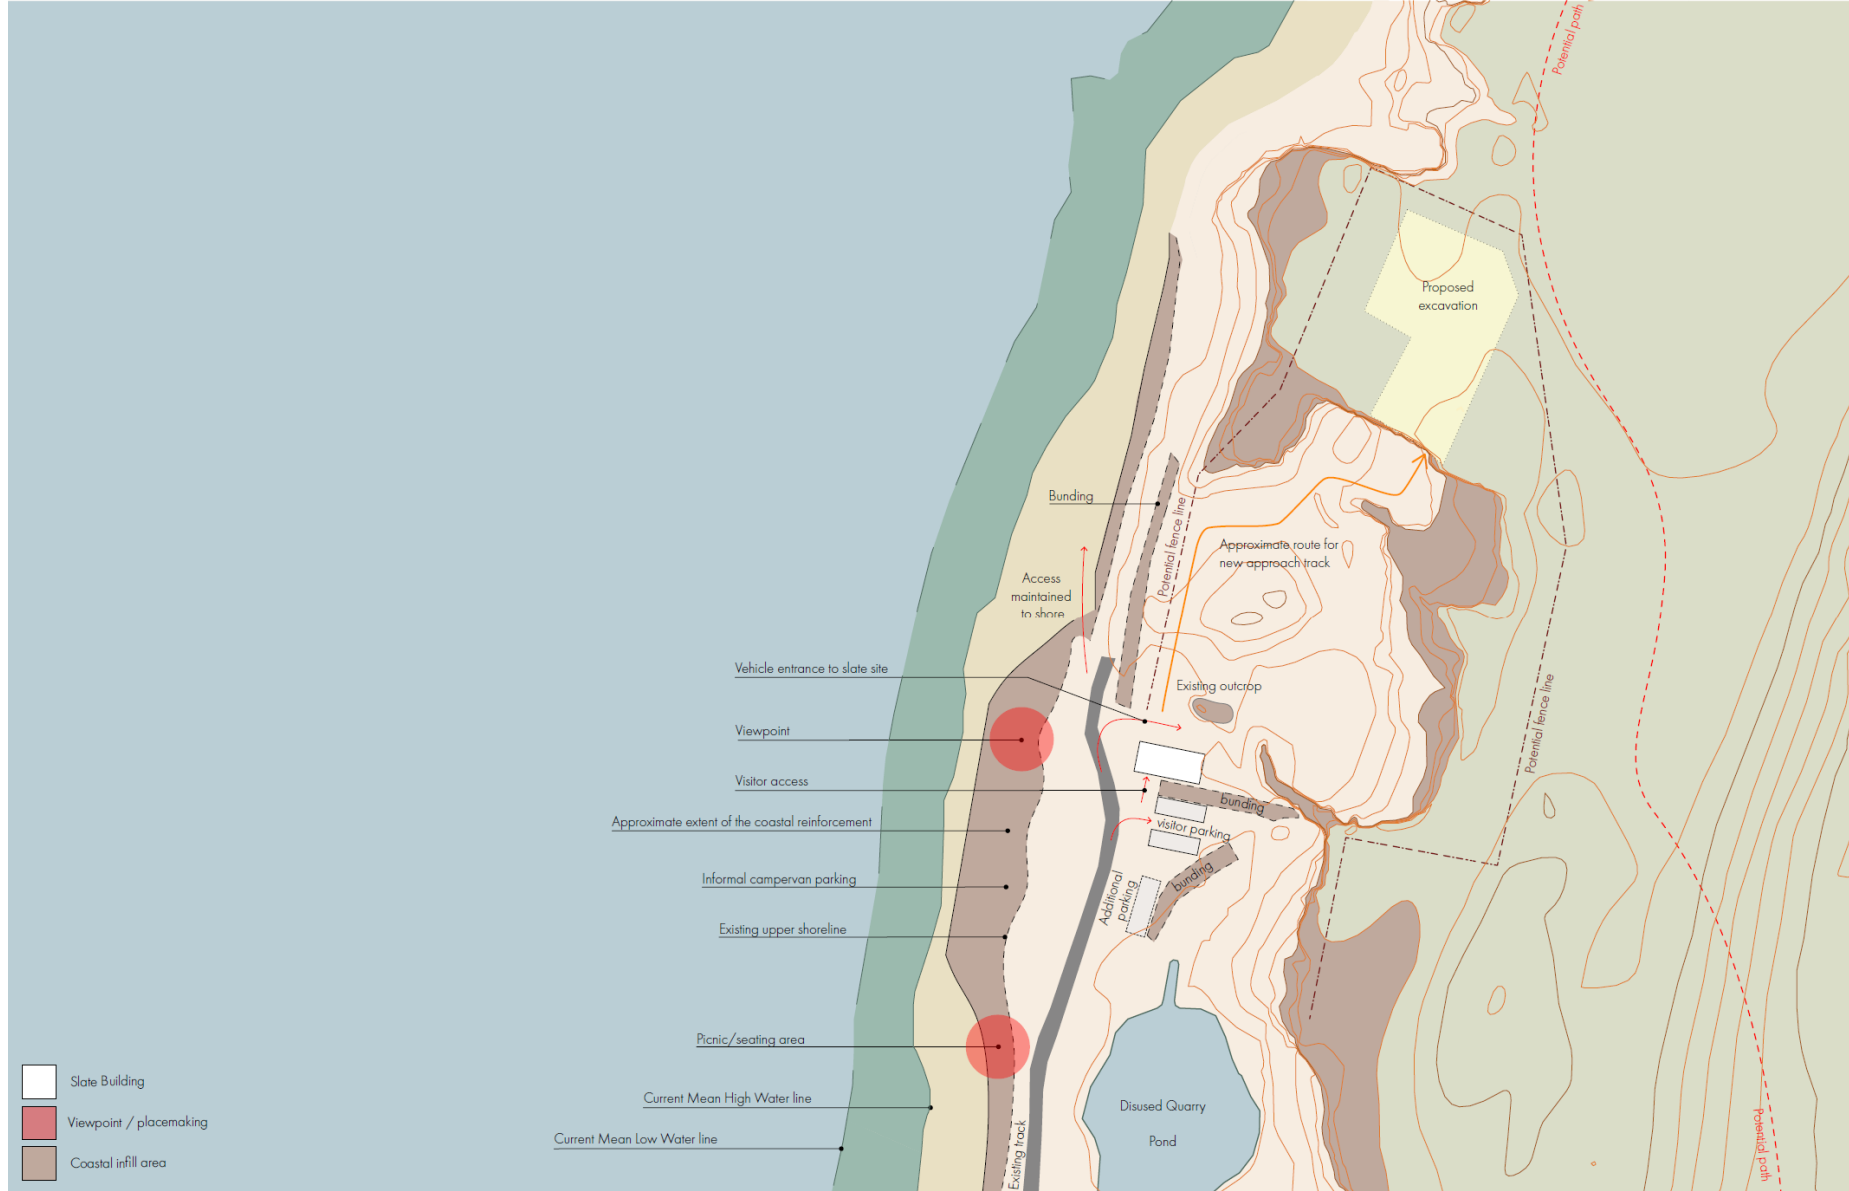 Potential path
Proposed
excavation
Bunding
Potential fence line
Approximate route for
new approach track
Access
maintained
to shore
Vehicle entrance to slate site
Existing outcrop
Potential fence line
Viewpoint
Visitor access
bunding
Approximate extent of the coastal reinforcement
visitor parking
Informal campervan parking
bunding
Additional
parking
Existing upper shoreline
Picnic/seating area
Current Mean High Water line
Disused Quarry
Pond
Current Mean Low Water line
Existing track
Potential path
Slate Building
Viewpoint / placemaking
Coastal infill area